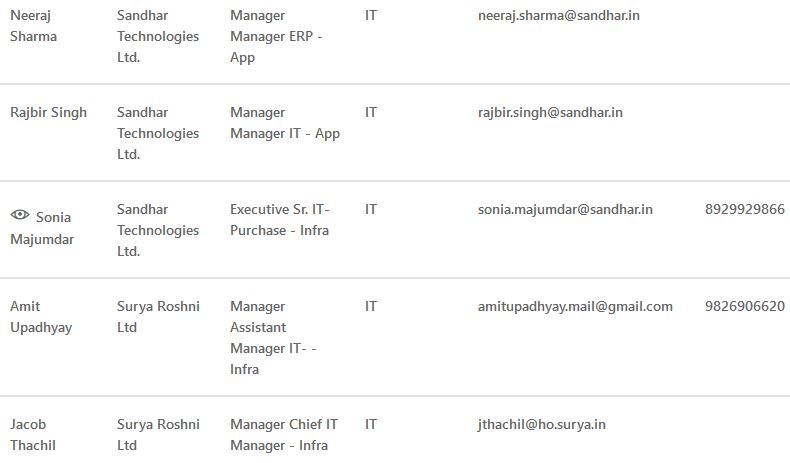 Neeraj Sharma Sandhar Technologies Ltd. Manager Manager ERP - App IT neeraj.sharma@sandhar.in
Rajbir Singh Sandhar Technologies Ltd. Manager Manager IT - App IT rajbir.singh@sandhar.in
Sonia Majumdar Sandhar Technologies Ltd. Executive Sr. IT- Purchase - Infra IT sonia.majumdar@sandhar.in 8929929866
Amit Upadhyay Surya Roshni Ltd Manager Assistant Manager IT- - Infra IT amitupadhyay.mail@gmail.com 9826906620
Jacob Thachil Surya Roshni Ltd Manager Chief IT Manager - Infra IT jthachil@ho.surya.in